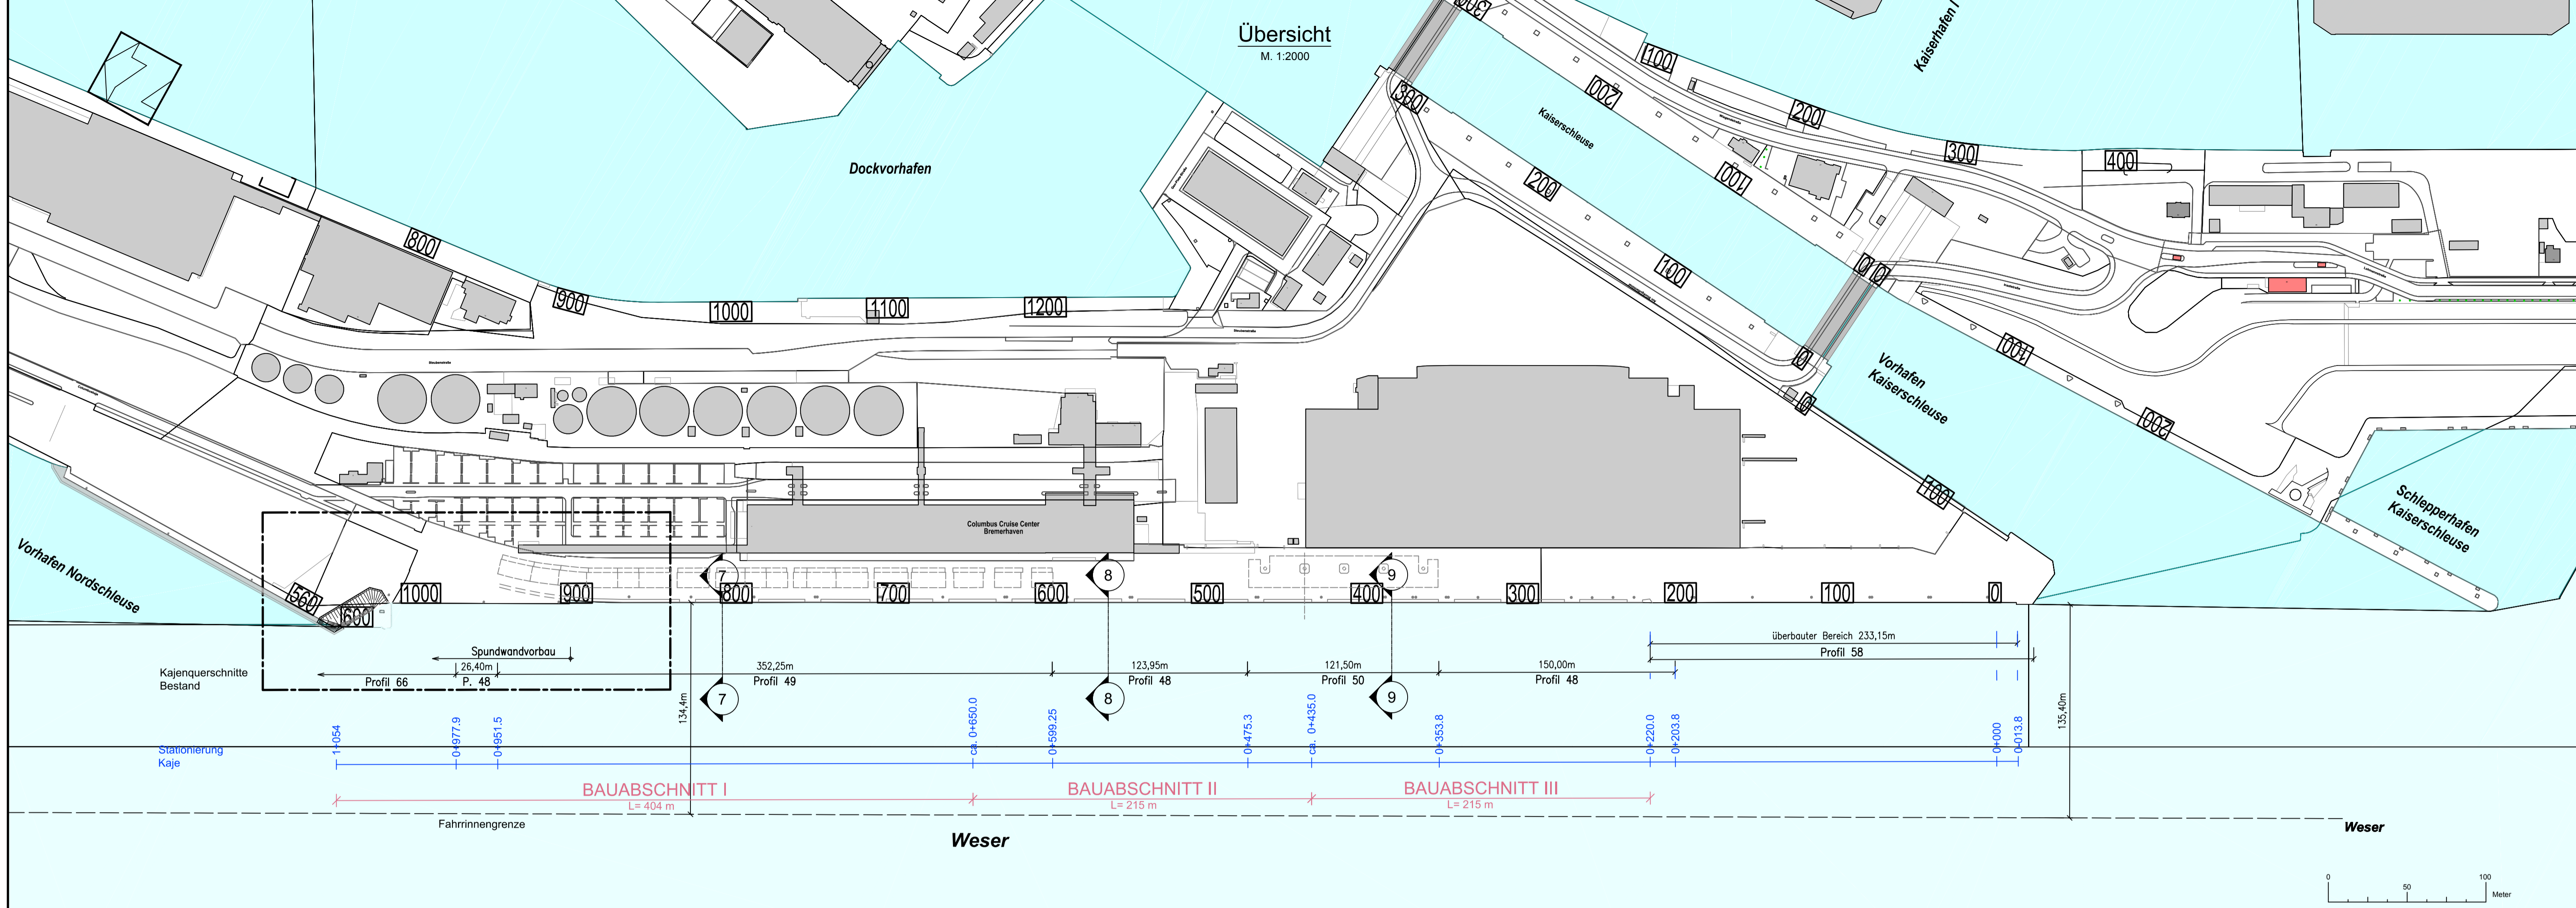 Übersicht
M. 1:2000
Kaiserhafen I
300
100
200
300
400
Dockvorhafen
Kaiserschleuse
300
200
100
200
100
0
0
0
0
800
900
1000
1100
1200
Vorhafen
Kaiserschleuse
100
200
100
Schlepperhafen
Kaiserschleuse
Columbus Cruise Center
Bremerhaven
Vorhafen Nordschleuse
560
600
1000
900
800
700
600
500
400
300
200
100
0
7
8
9
Kajenquerschnitte
Bestand
Spundwandvorbau
Profil 66
26,40m
P. 48
352,25m
Profil 49
123,95m
Profil 48
121,50m
Profil 50
150,00m
Profil 48
überbauter Bereich 233,15m
Profil 58
7
8
9
134,4m
135,40m
Stationierung
Kaje
1+054
0+977.9
0+951.5
ca. 0+650.0
0+599.25
0+475.3
ca. 0+435.0
0+353.8
0+220.0
0+203.8
0+000
0-013.8
BAUABSCHNITT I
L= 404 m
BAUABSCHNITT II
L= 215 m
BAUABSCHNITT III
L= 215 m
Fahrrinnengrenze
Weser
Weser
0
50
100
Meter